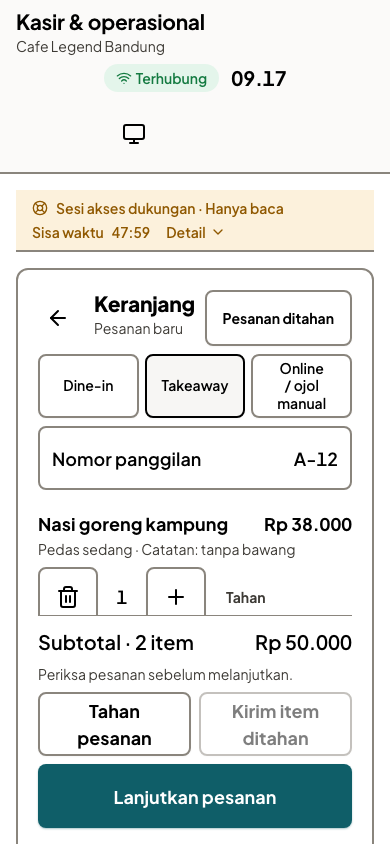 Kasir & operasional
Cafe Legend Bandung
Terhubung 09.17
Sesi akses dukungan · Hanya baca
Sisa waktu 47:59 Detail
Keranjang
Pesanan baru
Pesanan ditahan
Dine-in
Takeaway
Online
/ ojol
manual
Nomor panggilan A-12
Nasi goreng kampung Rp 38.000
Pedas sedang · Catatan: tanpa bawang
1 Tahan
Subtotal · 2 item Rp 50.000
Periksa pesanan sebelum melanjutkan.
Tahan
pesanan
Kirim item
ditahan
Lanjutkan pesanan